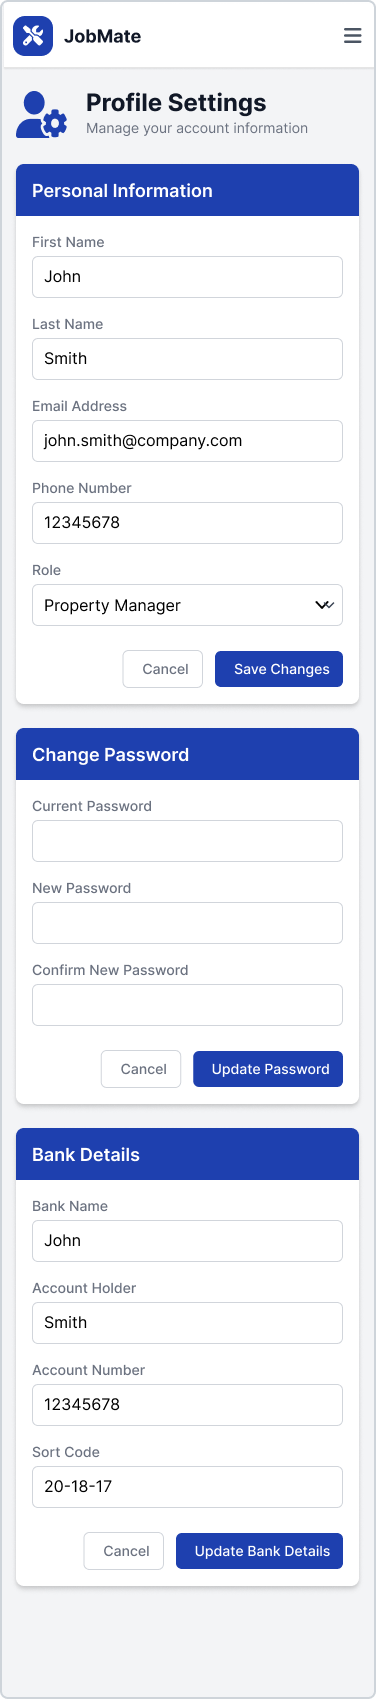 JobMate
Profile Settings
Manage your account information
Personal Information
First Name
John
Last Name
Smith
Email Address
john.smith@company.com
Phone Number
12345678
Role
Property Manager
Cancel Save Changes
Change Password
Current Password
New Password
Confirm New Password
Cancel Update Password
Bank Details
Bank Name
John
Account Holder
Smith
Account Number
12345678
Sort Code
20-18-17
Cancel Update Bank Details